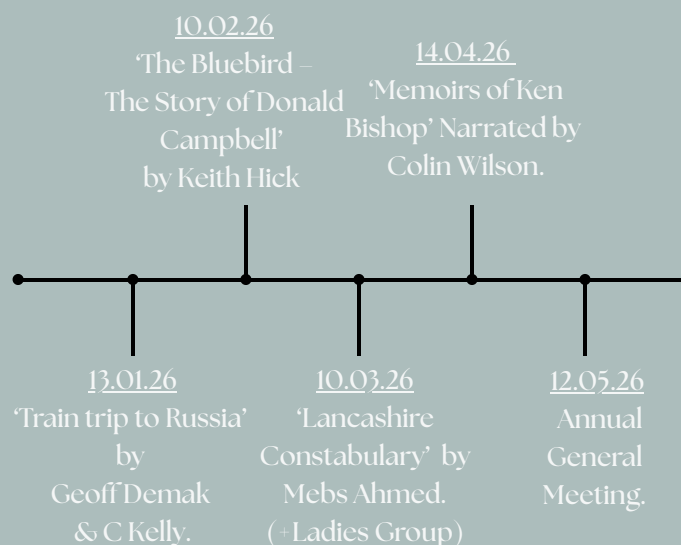 10.02.26
‘The Bluebird –
The Story of Donald
Campbell’
by Keith Hick
14.04.26
‘Memoirs of Ken
Bishop’ Narrated by
Colin Wilson.
13.01.26
‘Train trip to Russia’
by
Geoff Demak
& C Kelly.
10.03.26
‘Lancashire
Constabulary’ by
Mebs Ahmed.
(+Ladies Group)
12.05.26
Annual
General
Meeting.